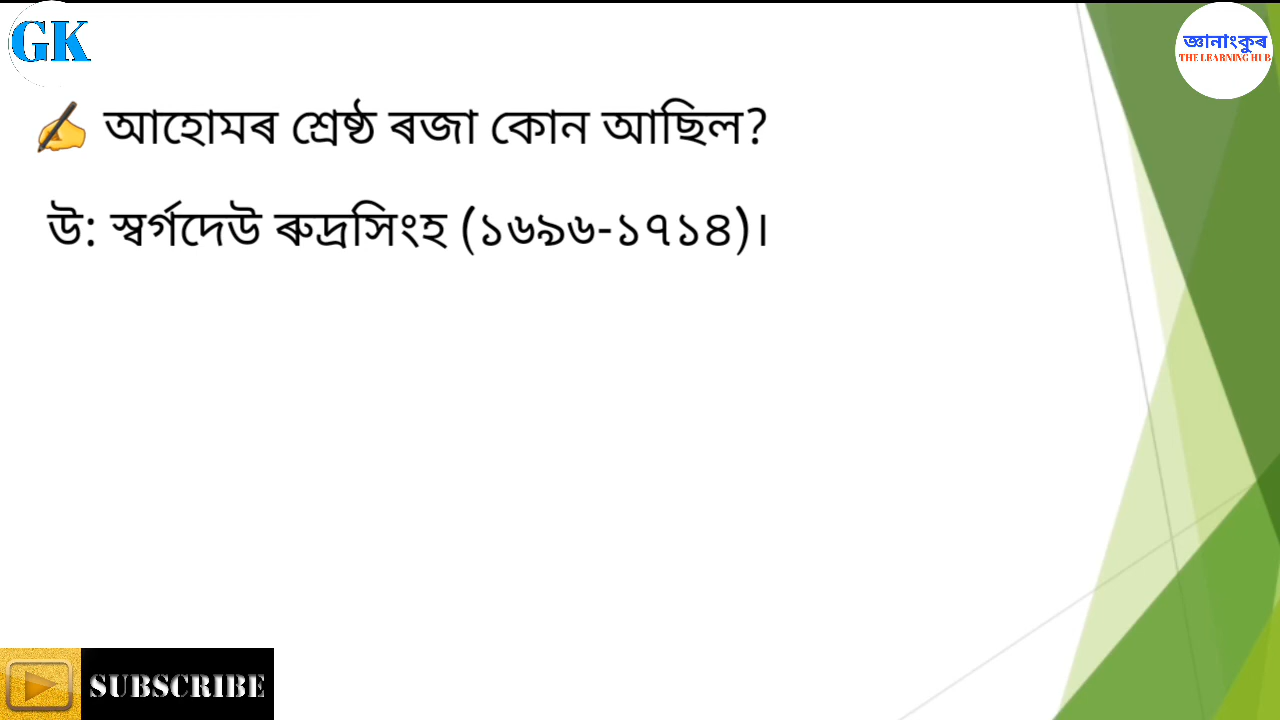 GK
জ্ঞানাংকুৰ
THE LEARNING HUB
✍ আহোমৰ শ্ৰেষ্ঠ ৰজা কোন আছিল?
উ: স্বৰ্গদেউ ৰুদ্ৰসিংহ (১৬৯৬-১৭১৪)।
SUBSCRIBE